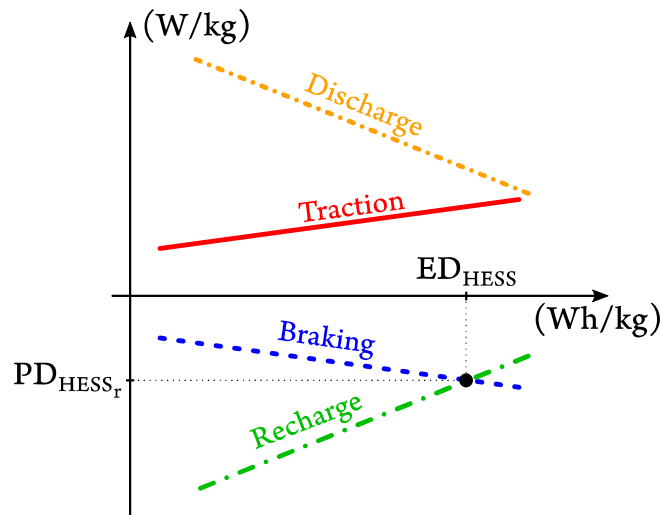 (W/kg)
Discharge
Traction
ED_HESS
(Wh/kg)
Braking
PD_HESS_r
Recharge